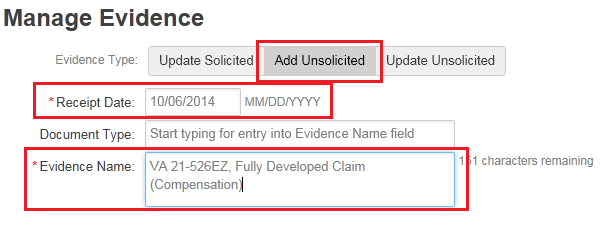 Manage Evidence
Evidence Type: Update Solicited Add Unsolicited Update Unsolicited
* Receipt Date: 10/06/2014 MM/DD/YYYY
Document Type: Start typing for entry into Evidence Name field
* Evidence Name: VA 21-526EZ, Fully Developed Claim 151 characters remaining
(Compensation)